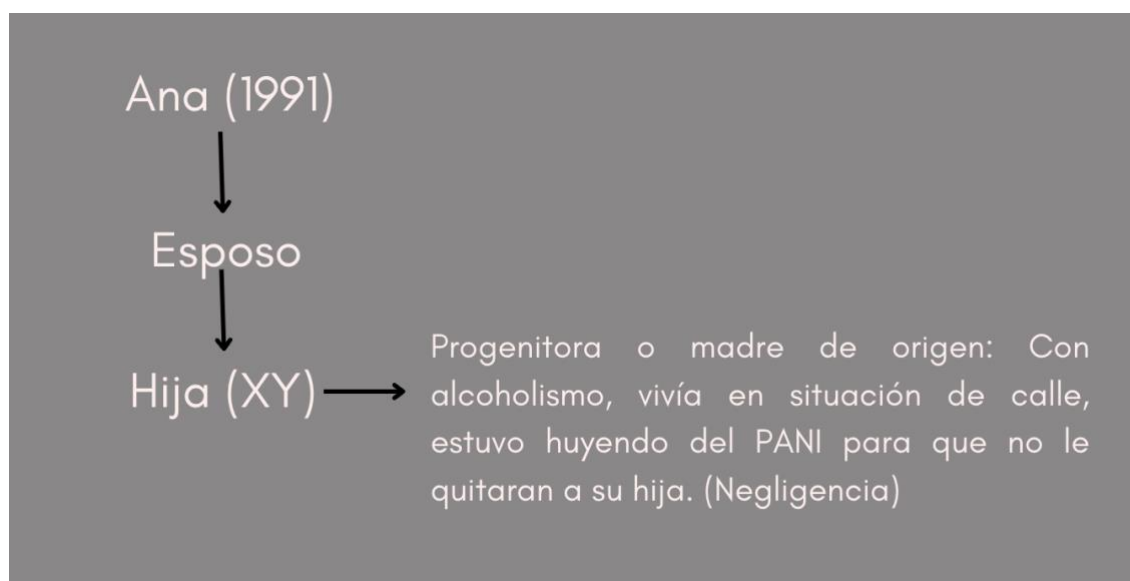 Ana (1991)
Esposo
Hija (XY)
Progenitora o madre de origen: Con
alcoholismo, vivía en situación de calle,
estuvo huyendo del PANI para que no le
quitaran a su hija. (Negligencia)